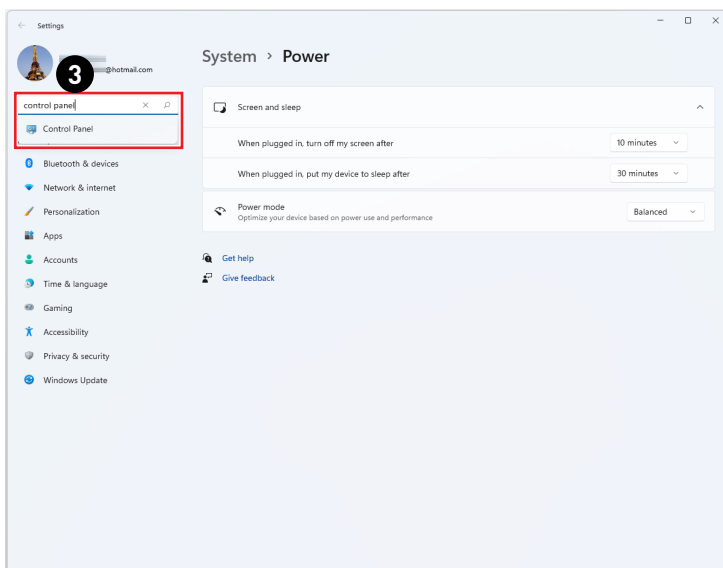 Settings
System > Power
3
@hotmail.com
control panel
Control Panel
Bluetooth & devices
Network & internet
Personalization
Apps
Accounts
Time & language
Gaming
Accessibility
Privacy & security
Windows Update
Screen and sleep
When plugged in, turn off my screen after
10 minutes
When plugged in, put my device to sleep after
30 minutes
Power mode
Optimize your device based on power use and performance
Balanced
Get help
Give feedback